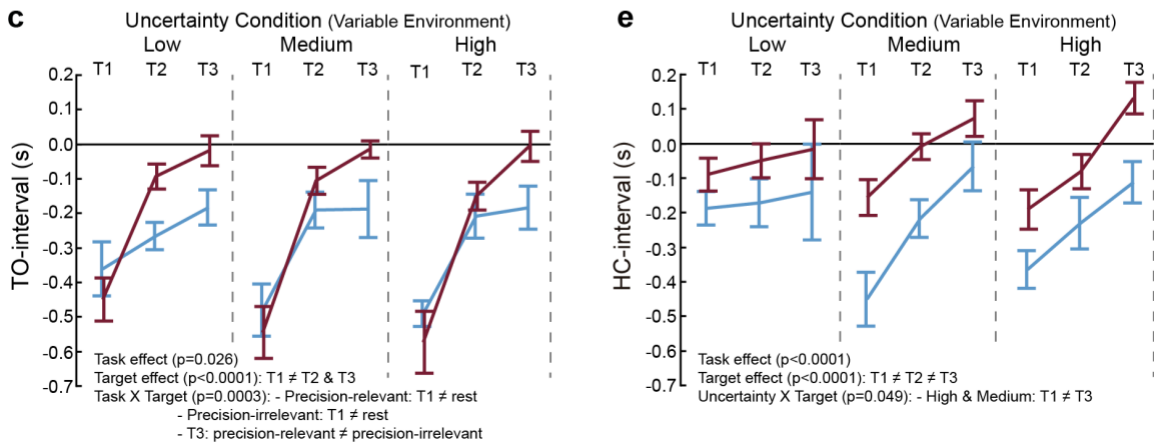 c
Uncertainty Condition (Variable Environment)
Low Medium High
T1 T2 T3 T1 T2 T3 T1 T2 T3
TO-interval (s)
0.2
0.1
0.0
-0.1
-0.2
-0.3
-0.4
-0.5
-0.6
-0.7
Task effect (p=0.026)
Target effect (p<0.0001): T1 ≠ T2 & T3
Task X Target (p=0.0003): - Precision-relevant: T1 ≠ rest
- Precision-irrelevant: T1 ≠ rest
- T3: precision-relevant ≠ precision-irrelevant
e
Uncertainty Condition (Variable Environment)
Low Medium High
T1 T2 T3 T1 T2 T3 T1 T2 T3
HC-interval (s)
0.2
0.1
0.0
-0.1
-0.2
-0.3
-0.4
-0.5
-0.6
-0.7
Task effect (p<0.0001)
Target effect (p<0.0001): T1 ≠ T2 ≠ T3
Uncertainty X Target (p=0.049): - High & Medium: T1 ≠ T3